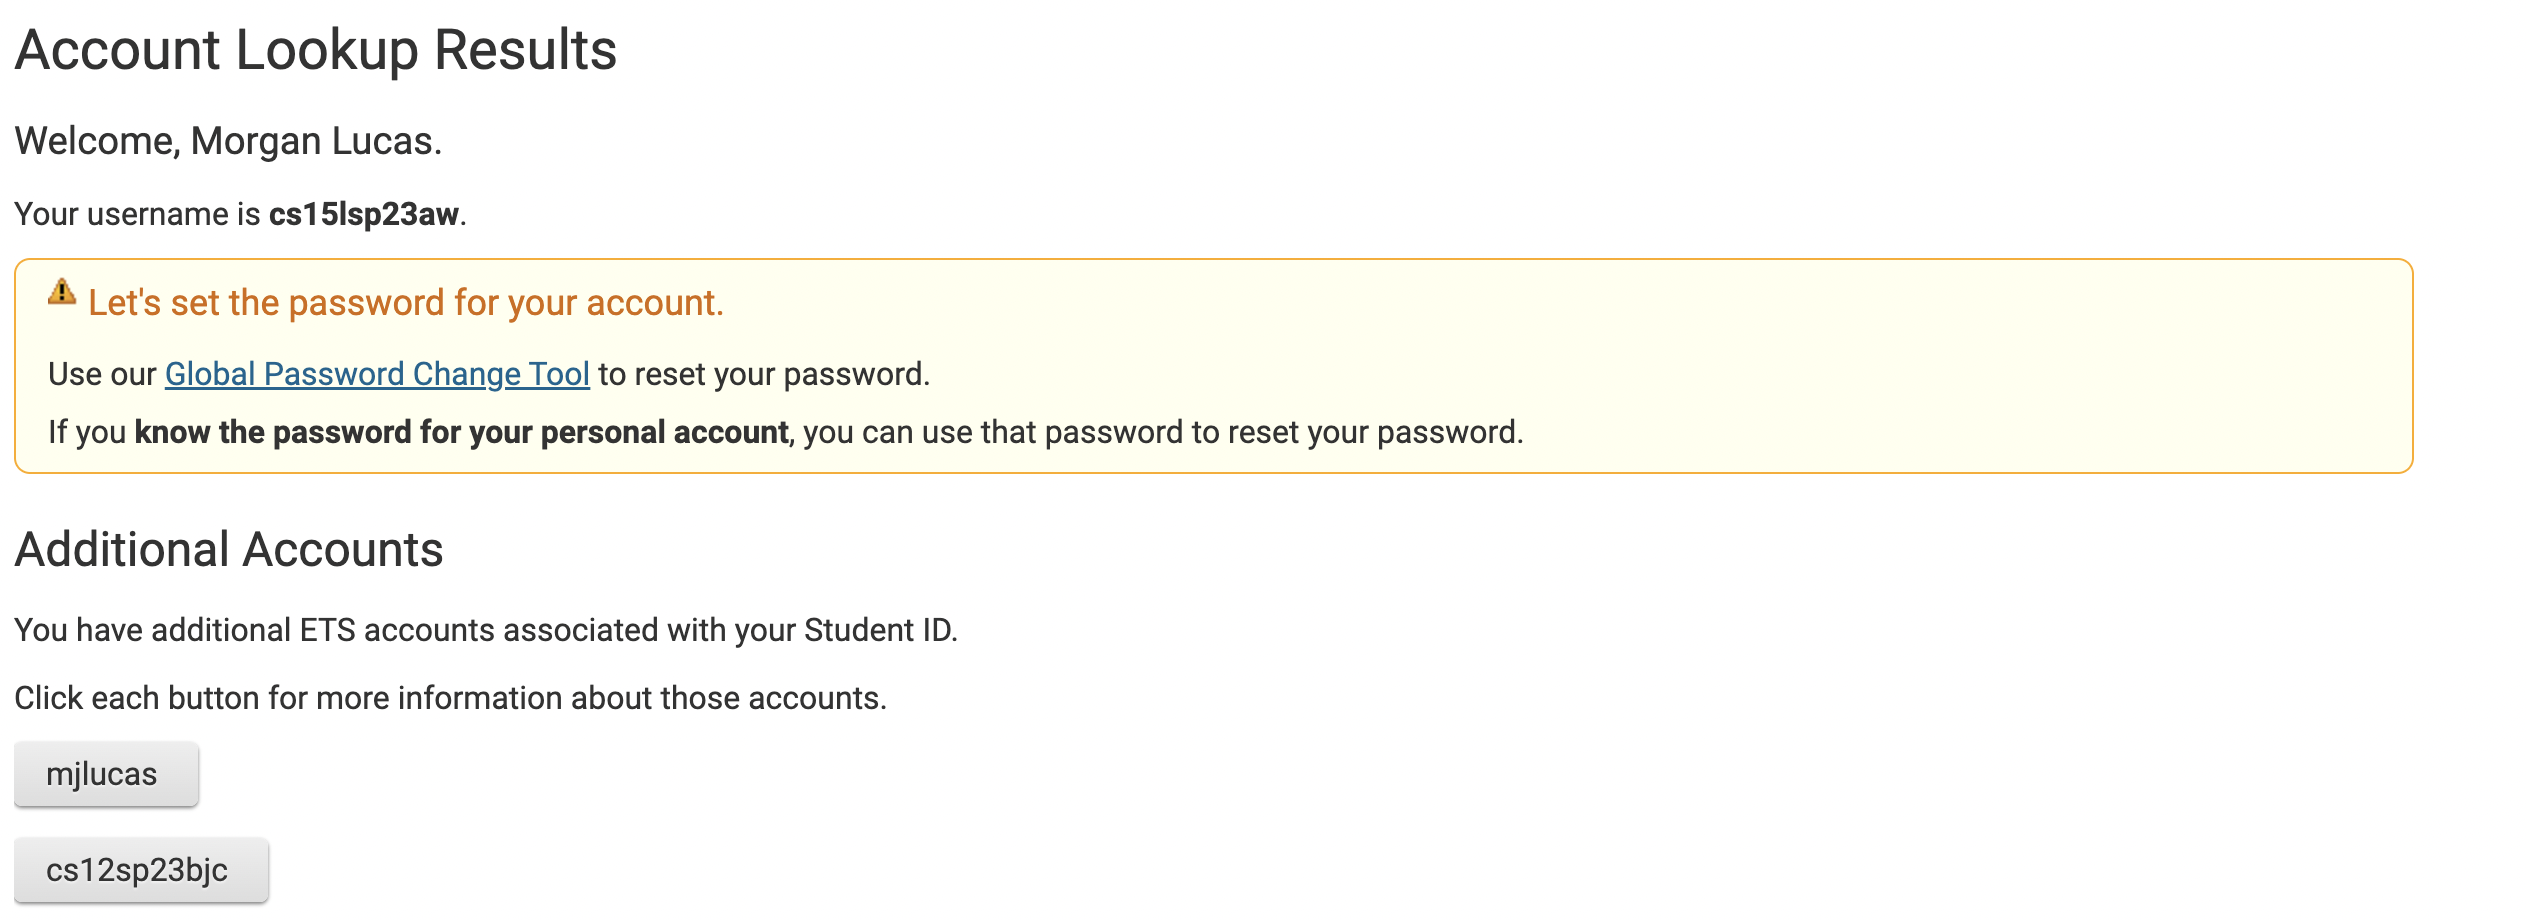 Account Lookup Results
Welcome, Morgan Lucas.
Your username is cs15lsp23aw.
Let's set the password for your account.
Use our Global Password Change Tool to reset your password.
If you know the password for your personal account, you can use that password to reset your password.
Additional Accounts
You have additional ETS accounts associated with your Student ID.
Click each button for more information about those accounts.
mjlucas
cs12sp23bjc